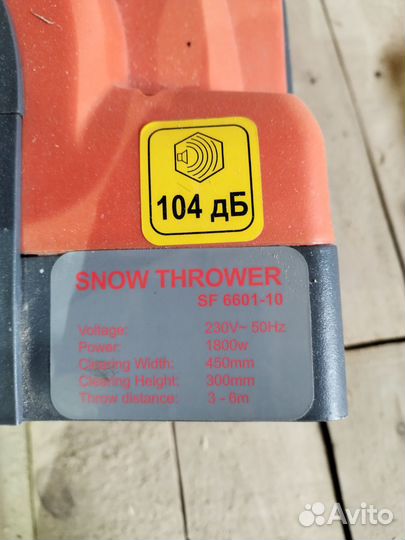 104 дБ
SNOW THROWER
SF 6601-10
Voltage: 230V~ 50Hz
Power: 1800w
Clearing Width: 450mm
Clearing Height: 300mm
Throw distance: 3 - 6m
Avito